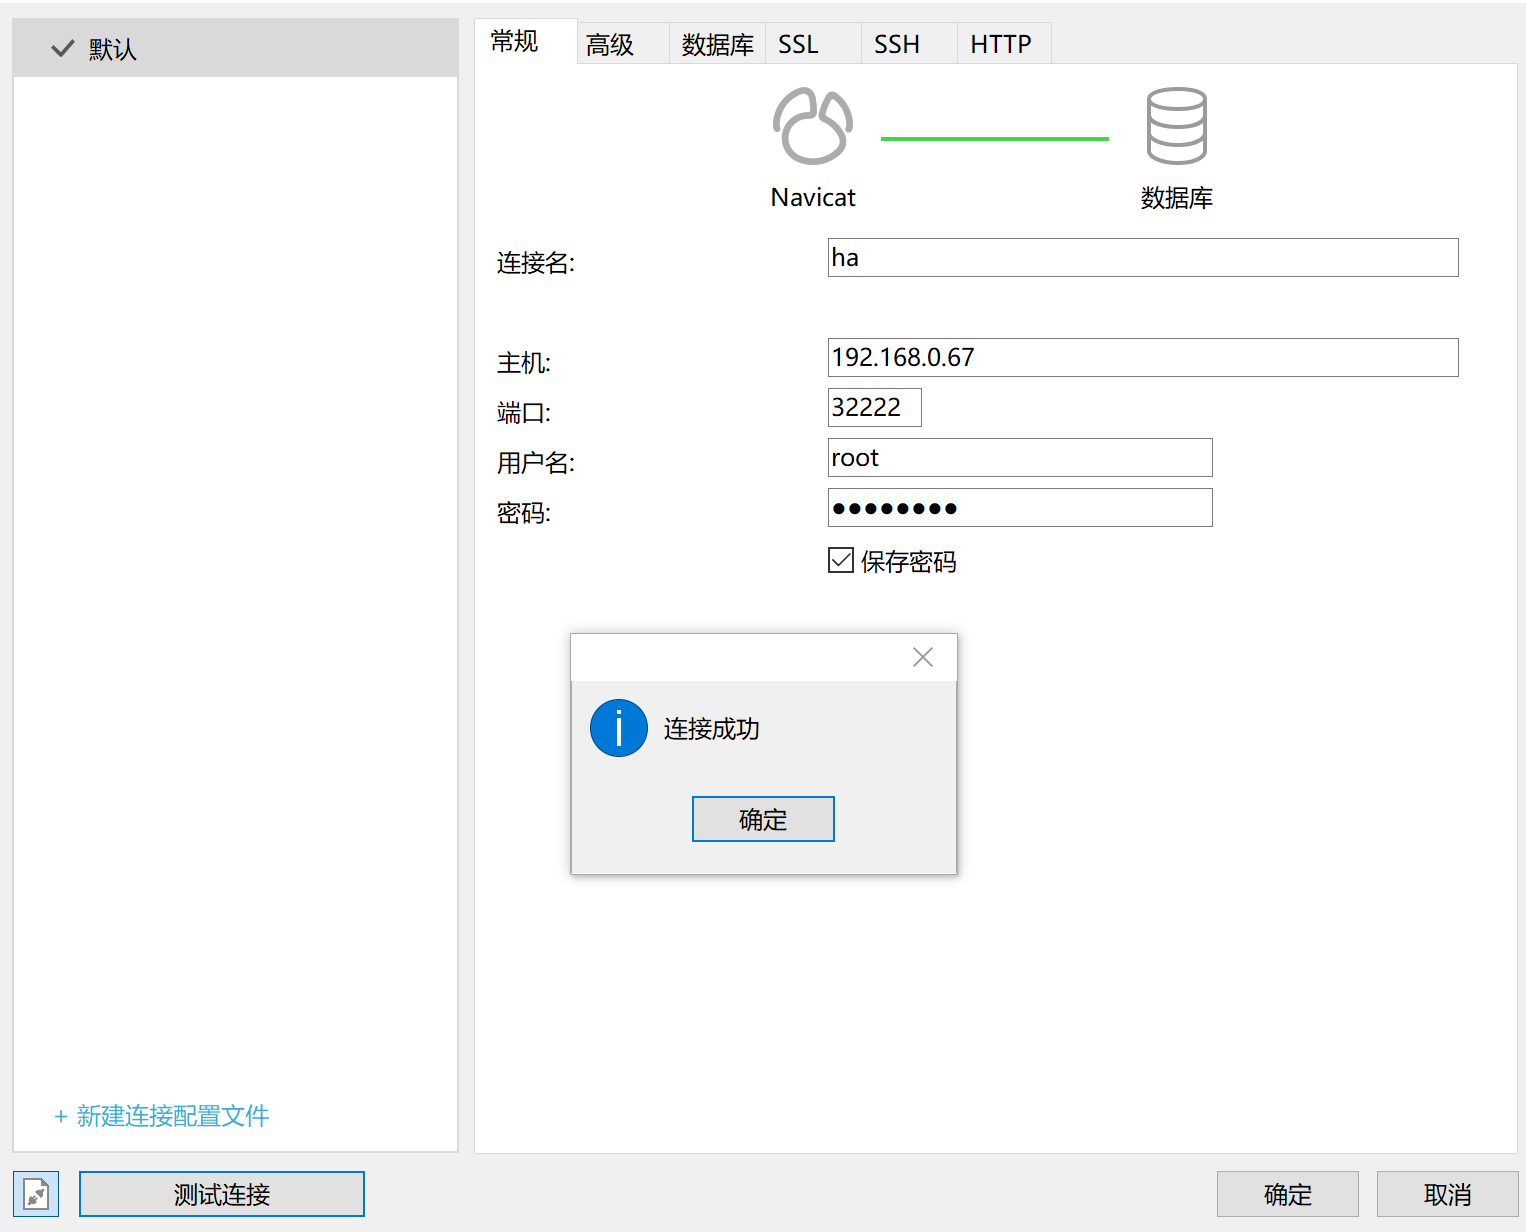 默认
常规
高级
数据库
SSL
SSH
HTTP
Navicat
数据库
连接名:
ha
主机:
192.168.0.67
端口:
32222
用户名:
root
密码:
●●●●●●●●
保存密码
连接成功
确定
+ 新建连接配置文件
测试连接
确定
取消